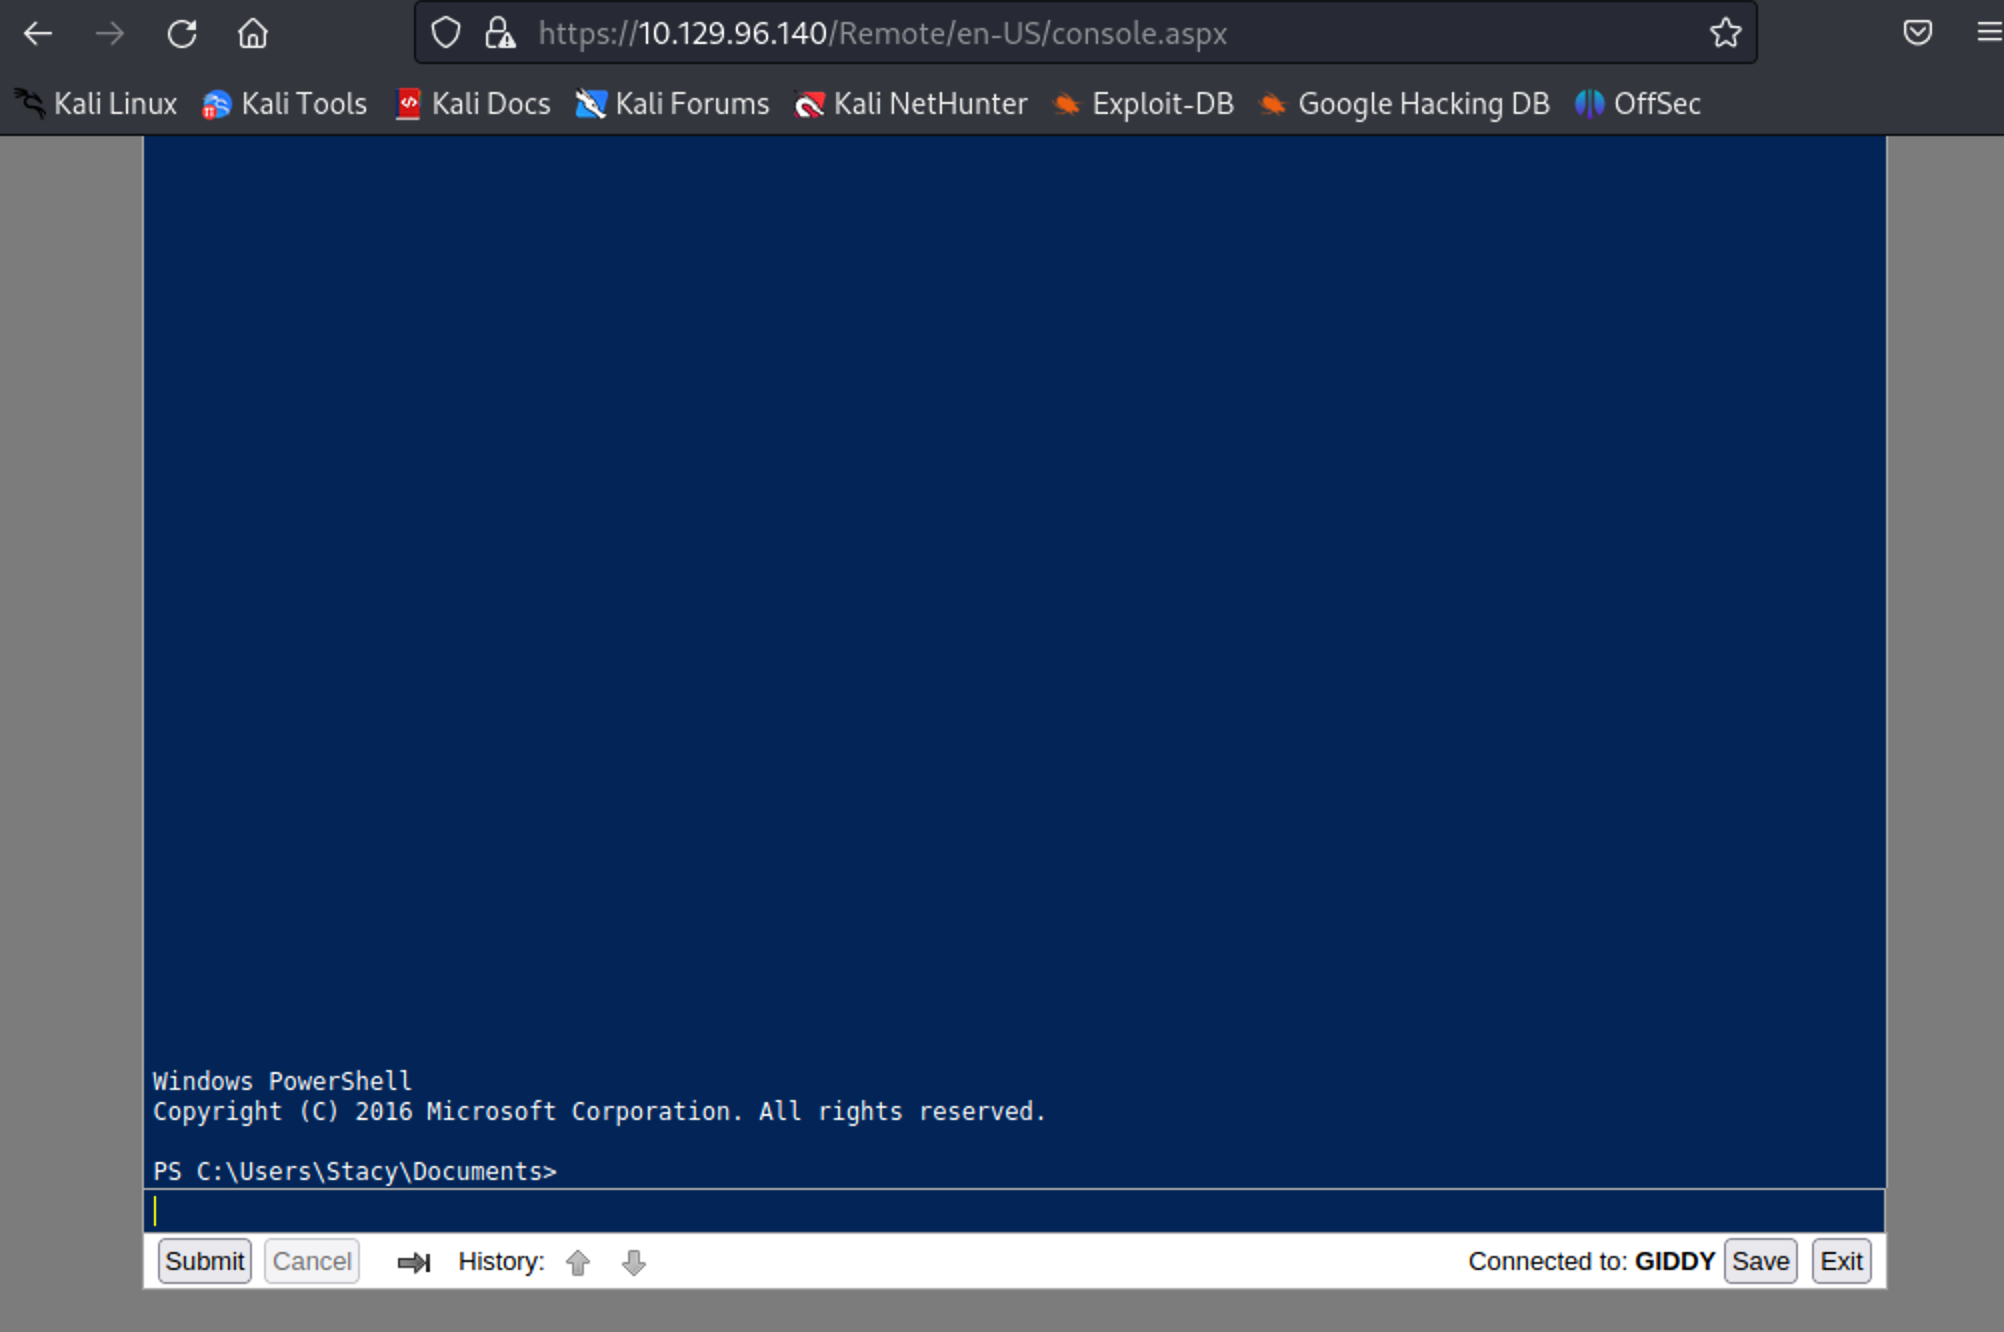 https://10.129.96.140/Remote/en-US/console.aspx
Kali Linux Kali Tools Kali Docs Kali Forums Kali NetHunter Exploit-DB Google Hacking DB OffSec
Windows PowerShell
Copyright (C) 2016 Microsoft Corporation. All rights reserved.
PS C:\Users\Stacy\Documents>
Submit Cancel History: Connected to: GIDDY Save Exit